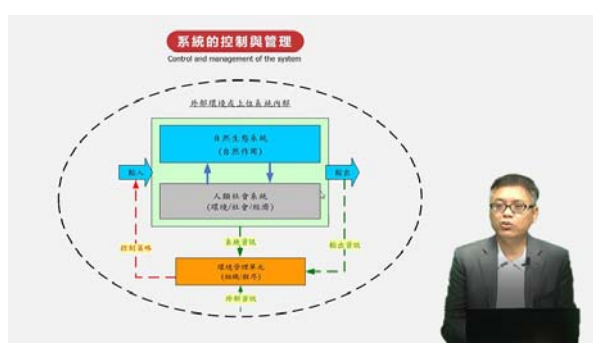 系統的控制與管理
Control and management of the system
外部環境或上位系統內部
自然生態系統
(自然作用)
輸入
輸出
人類社會系統
(環境/社會/經濟)
控制策略
系統資訊
輸出資訊
環境管理單元
(組織/程序)
外部資訊